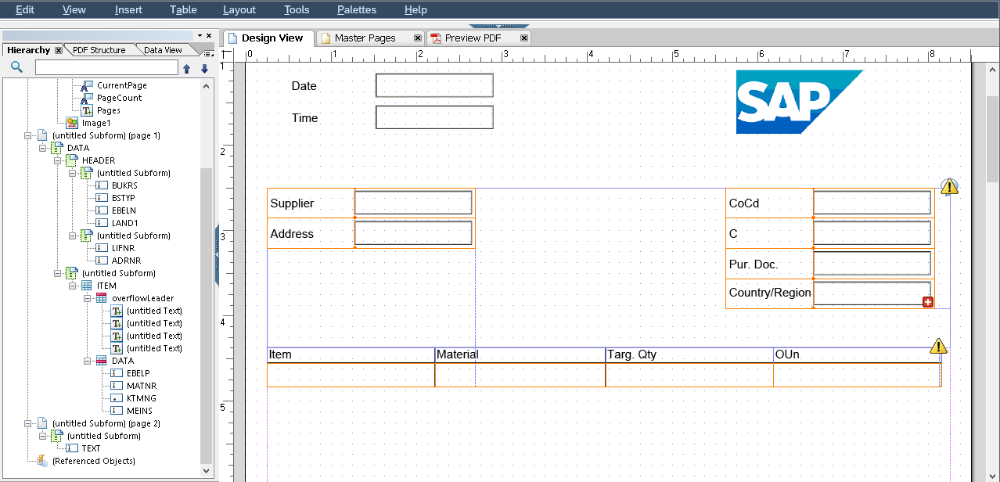 Edit View Insert Table Layout Tools Palettes Help
Hierarchy PDF Structure Data View
Design View Master Pages Preview PDF
0 1 2 3 4 5 6 7 8
1
2
3
4
5
CurrentPage
PageCount
Pages
Image1
(untitled Subform) (page 1)
DATA
HEADER
(untitled Subform)
BUKRS
BSTYP
EBELN
LAND1
(untitled Subform)
LIFNR
ADRNR
(untitled Subform)
ITEM
overflowLeader
(untitled Text)
(untitled Text)
(untitled Text)
(untitled Text)
DATA
EBELP
MATNR
KTMNG
MEINS
(untitled Subform) (page 2)
(untitled Subform)
TEXT
(Referenced Objects)
Date
Time
SAP
Supplier
Address
CoCd
C
Pur. Doc.
Country/Region
Item Material Targ. Qty OUn